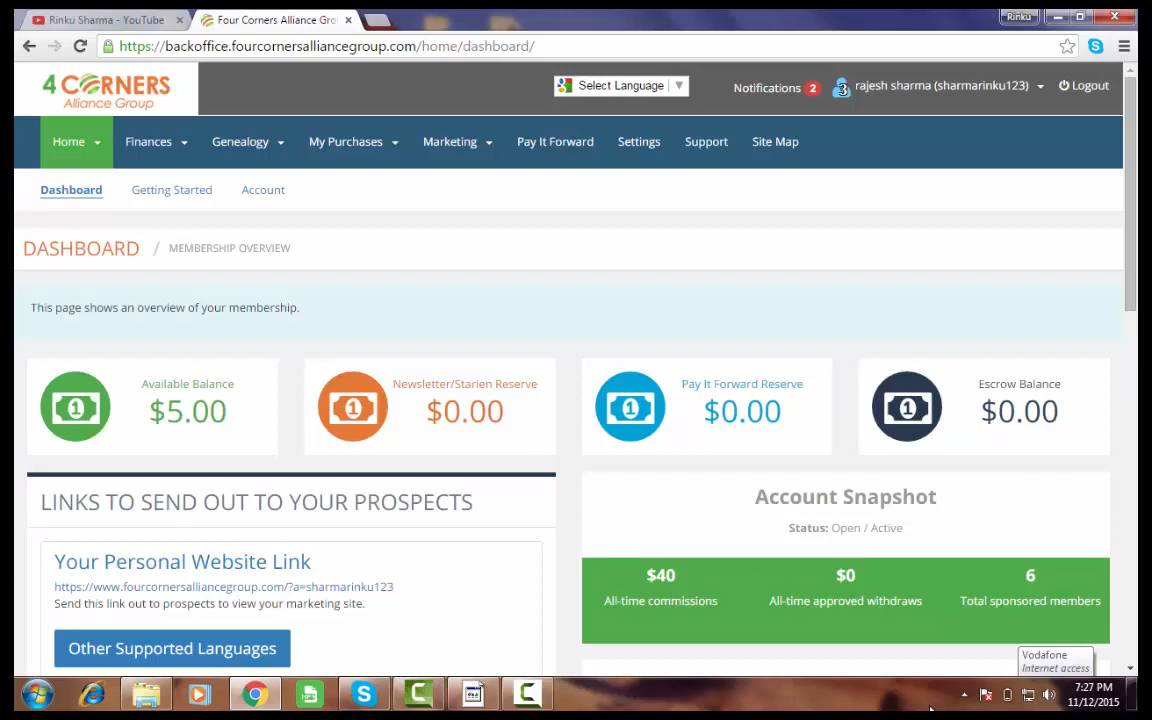 Rinku Sharma - YouTube
Four Corners Alliance Gro
Rinku
https://backoffice.fourcornersalliancegroup.com/home/dashboard/
4 CORNERS
Alliance Group
Select Language
Notifications 2
3
rajesh sharma (sharmarinku123)
Logout
Home
Finances
Genealogy
My Purchases
Marketing
Pay It Forward
Settings
Support
Site Map
Dashboard
Getting Started
Account
DASHBOARD / MEMBERSHIP OVERVIEW
This page shows an overview of your membership.
1
Available Balance
$5.00
1
Newsletter/Starien Reserve
$0.00
1
Pay It Forward Reserve
$0.00
1
Escrow Balance
$0.00
LINKS TO SEND OUT TO YOUR PROSPECTS
Your Personal Website Link
https://www.fourcornersalliancegroup.com/?a=sharmarinku123
Send this link out to prospects to view your marketing site.
Other Supported Languages
Account Snapshot
Status: Open / Active
$40
All-time commissions
$0
All-time approved withdraws
6
Total sponsored members
Vodafone
Internet access
7:27 PM
11/12/2015